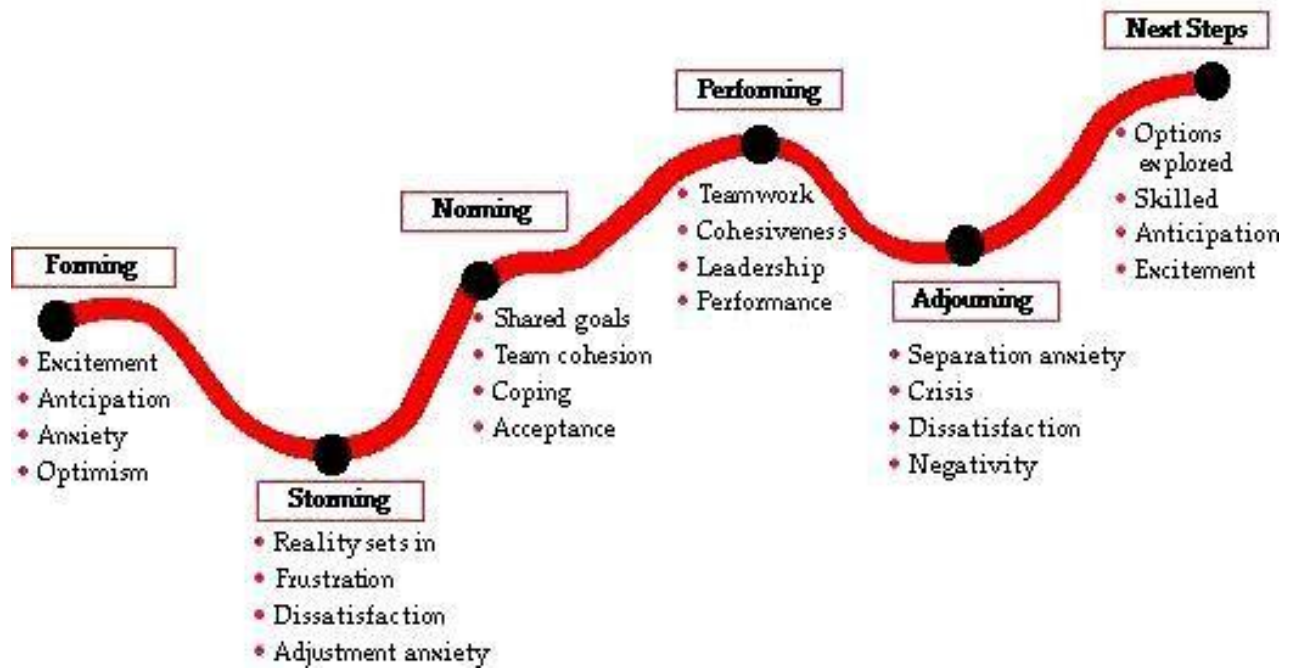 Forming
• Excitement
• Antcipation
• Anxiety
• Optimism
Storming
• Reality sets in
• Frustration
• Dissatisfaction
• Adjustment anxiety
Norming
• Shared goals
• Team cohesion
• Coping
• Acceptance
Performing
• Teamwork
• Cohesiveness
• Leadership
• Performance
Adjourning
• Separation anxiety
• Crisis
• Dissatisfaction
• Negativity
Next Steps
• Options
explored
• Skilled
• Anticipation
• Excitement